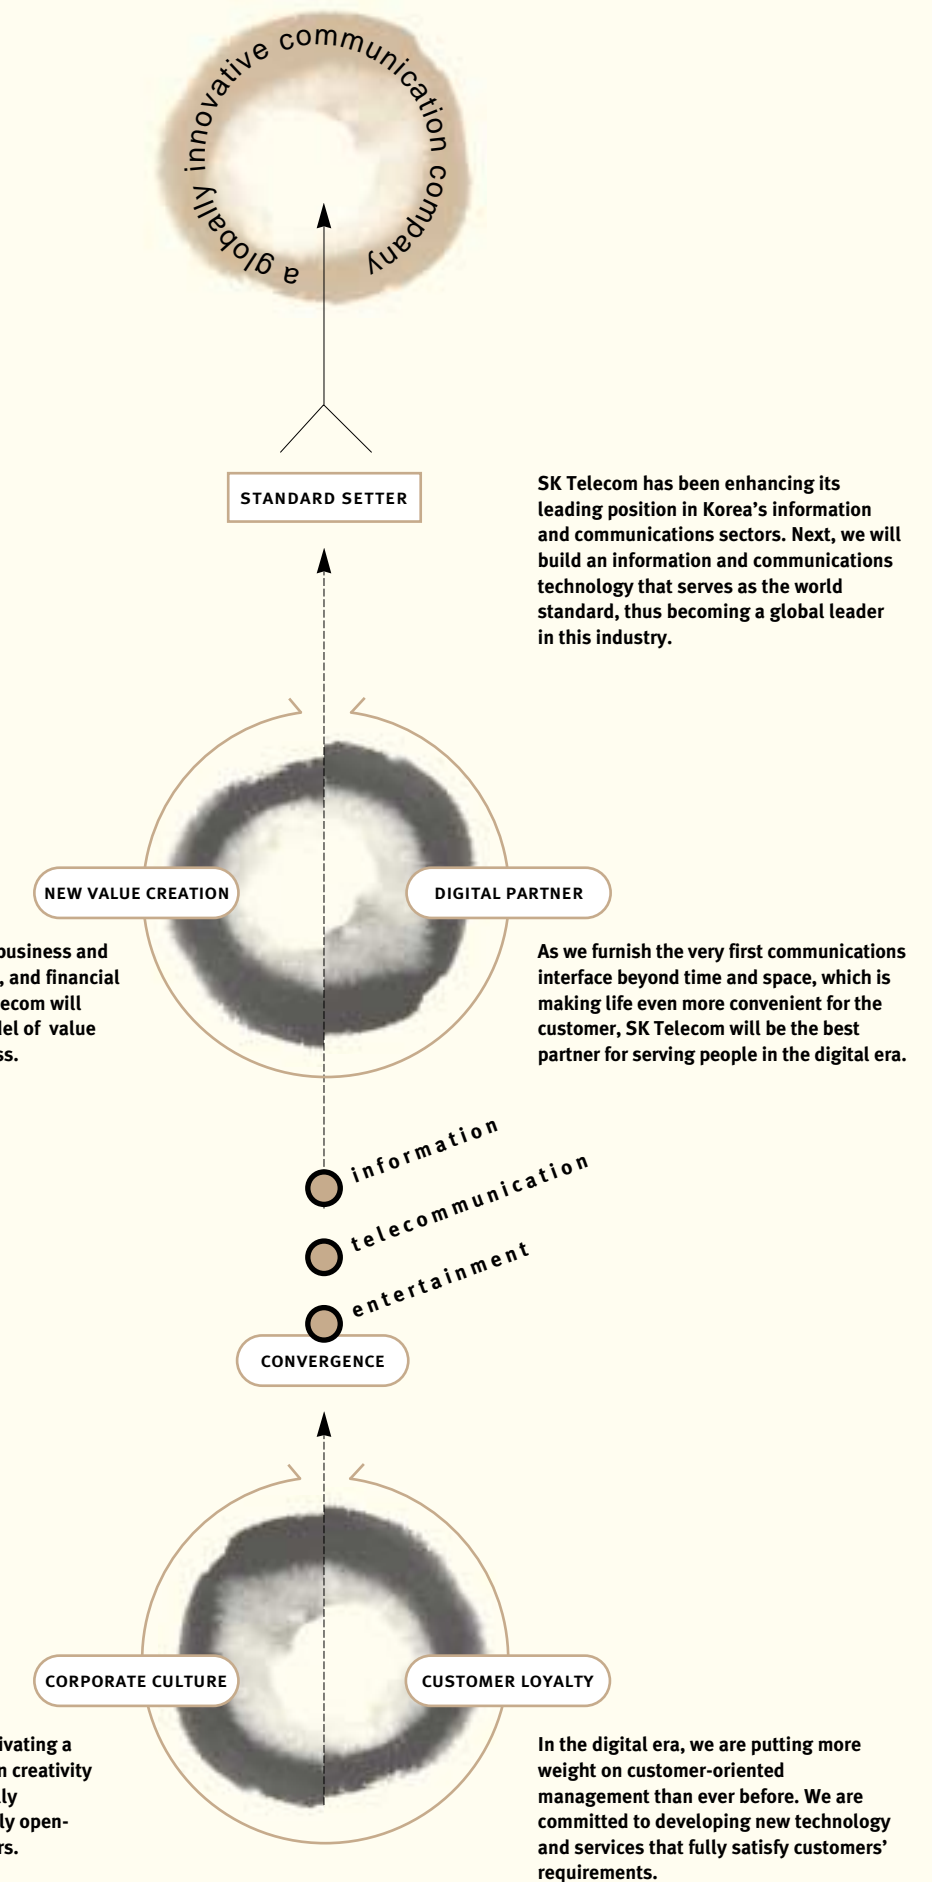 a globally innovative communication company
STANDARD SETTER
SK Telecom has been enhancing its
leading position in Korea's information
and communications sectors. Next, we will
build an information and communications
technology that serves as the world
standard, thus becoming a global leader
in this industry.
NEW VALUE CREATION
DIGITAL PARTNER
business and
, and financial
ecom will
del of value
ss.
As we furnish the very first communications
interface beyond time and space, which is
making life even more convenient for the
customer, SK Telecom will be the best
partner for serving people in the digital era.
information
telecommunication
entertainment
CONVERGENCE
CORPORATE CULTURE
CUSTOMER LOYALTY
ivating a
n creativity
lly
ly open-
rs.
In the digital era, we are putting more
weight on customer-oriented
management than ever before. We are
committed to developing new technology
and services that fully satisfy customers'
requirements.